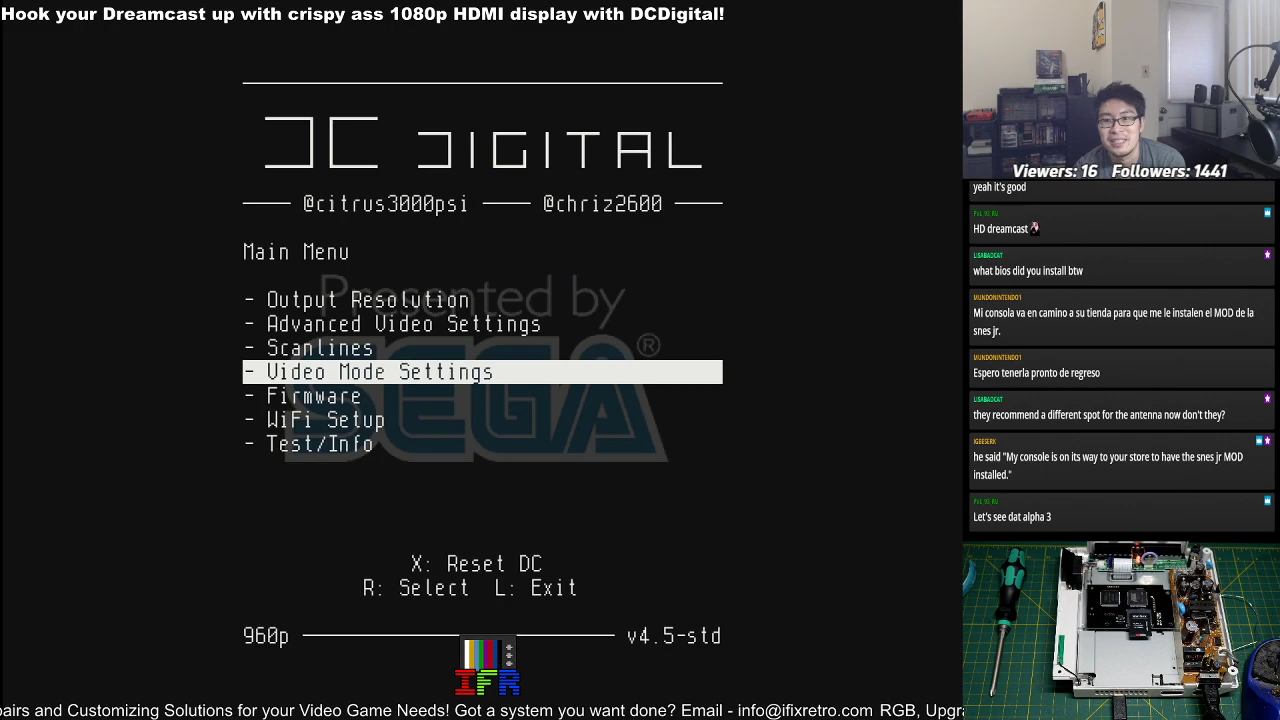 Hook your Dreamcast up with crispy ass 1080p HDMI display with DCDigital!
DC DIGITAL
@citrus3000psi
@chriz2600
Main Menu
Presented by
SEGA®
- Output Resolution
- Advanced Video Settings
- Scanlines
- Video Mode Settings
- Firmware
- WiFi Setup
- Test/Info
X: Reset DC
R: Select L: Exit
960p
v4.5-std
IFR
Viewers: 16 Followers: 1441
yeah it's good
HD dreamcast
LISABADCAT
what bios did you install btw
MUNDONINTENDO1
Mi consola va en camino a su tienda para que me le instalen el MOD de la
snes jr.
MUNDONINTENDO1
Espero tenerla pronto de regreso
LISABADCAT
they recommend a different spot for the antenna now don't they?
IGBESERK
he said "My console is on its way to your store to have the snes jr MOD
installed."
Let's see dat alpha 3
pairs and Customizing Solutions for your Video Game Needs! Got a system you want done? Email - info@ifixretro.com RGB, Upgra